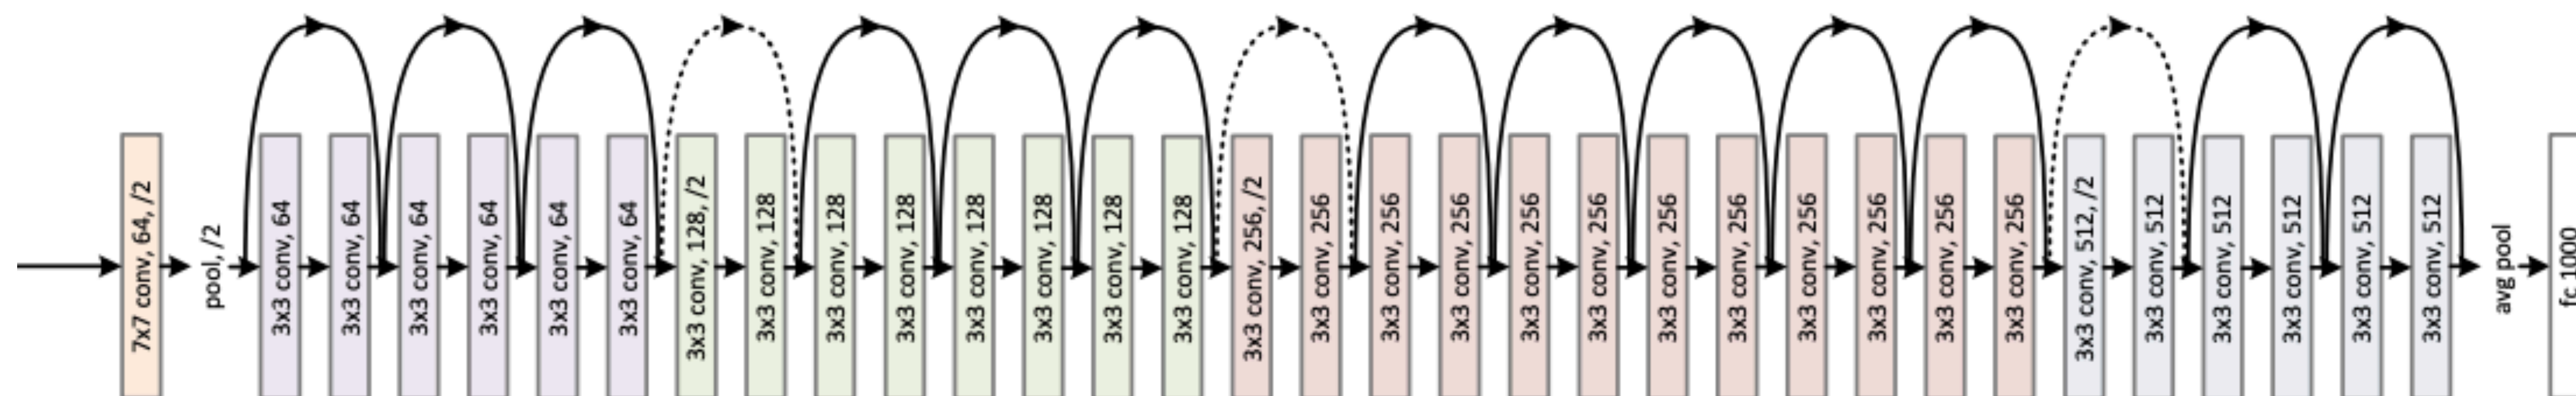 7x7 conv, 64, /2
pool, /2
3x3 conv, 64
3x3 conv, 64
3x3 conv, 64
3x3 conv, 64
3x3 conv, 64
3x3 conv, 64
3x3 conv, 128, /2
3x3 conv, 128
3x3 conv, 128
3x3 conv, 128
3x3 conv, 128
3x3 conv, 128
3x3 conv, 128
3x3 conv, 128
3x3 conv, 256, /2
3x3 conv, 256
3x3 conv, 256
3x3 conv, 256
3x3 conv, 256
3x3 conv, 256
3x3 conv, 256
3x3 conv, 256
3x3 conv, 256
3x3 conv, 256
3x3 conv, 256
3x3 conv, 256
3x3 conv, 512, /2
3x3 conv, 512
3x3 conv, 512
3x3 conv, 512
3x3 conv, 512
3x3 conv, 512
avg pool
fc 1000